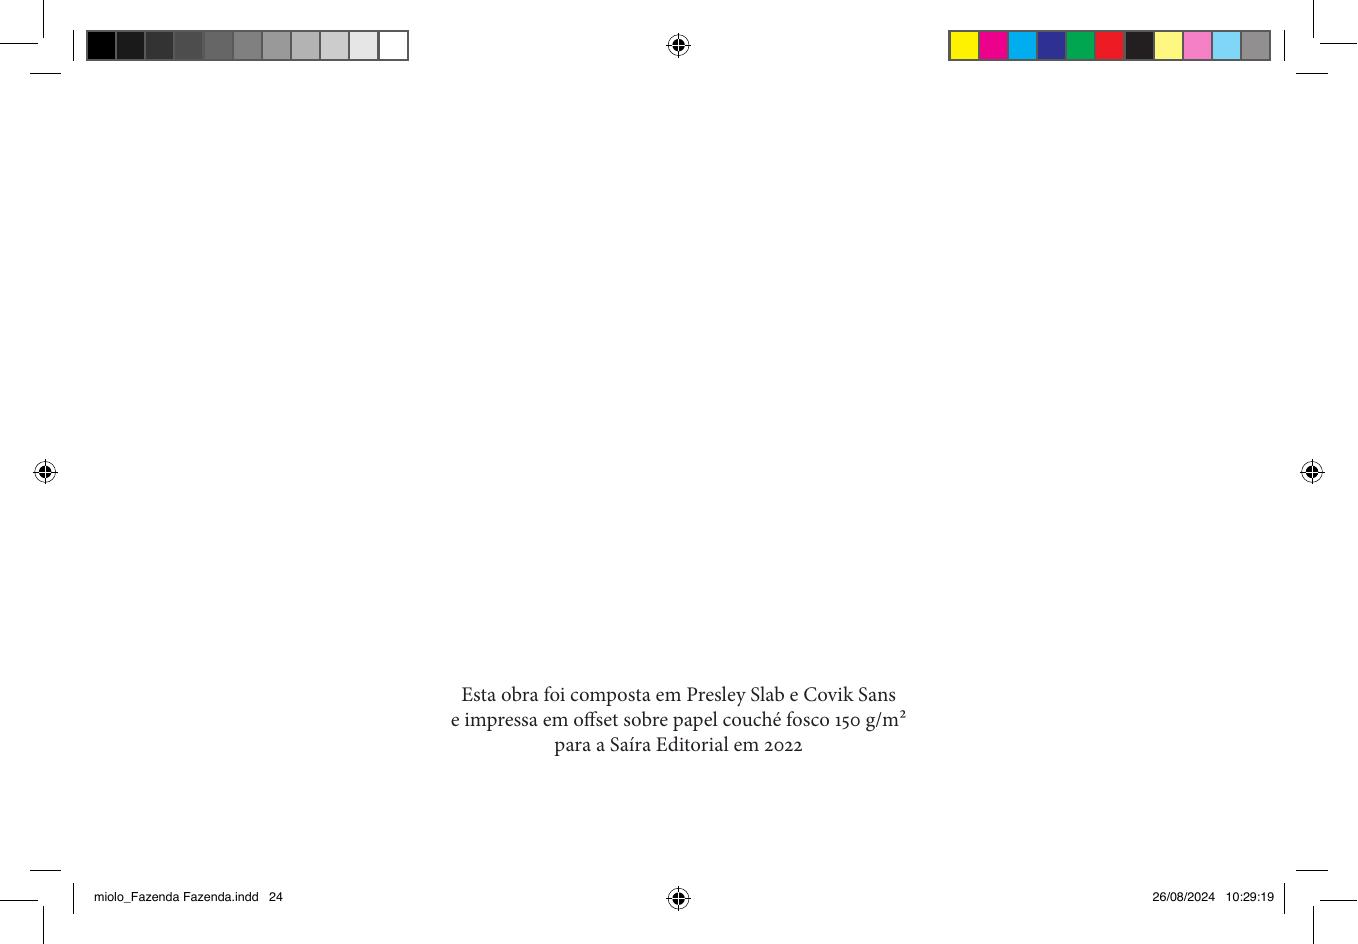 Esta obra foi composta em Presley Slab e Covik Sans
e impressa em offset sobre papel couché fosco 150 g/m²
para a Saíra Editorial em 2022
miolo_Fazenda Fazenda.indd   24
26/08/2024   10:29:19